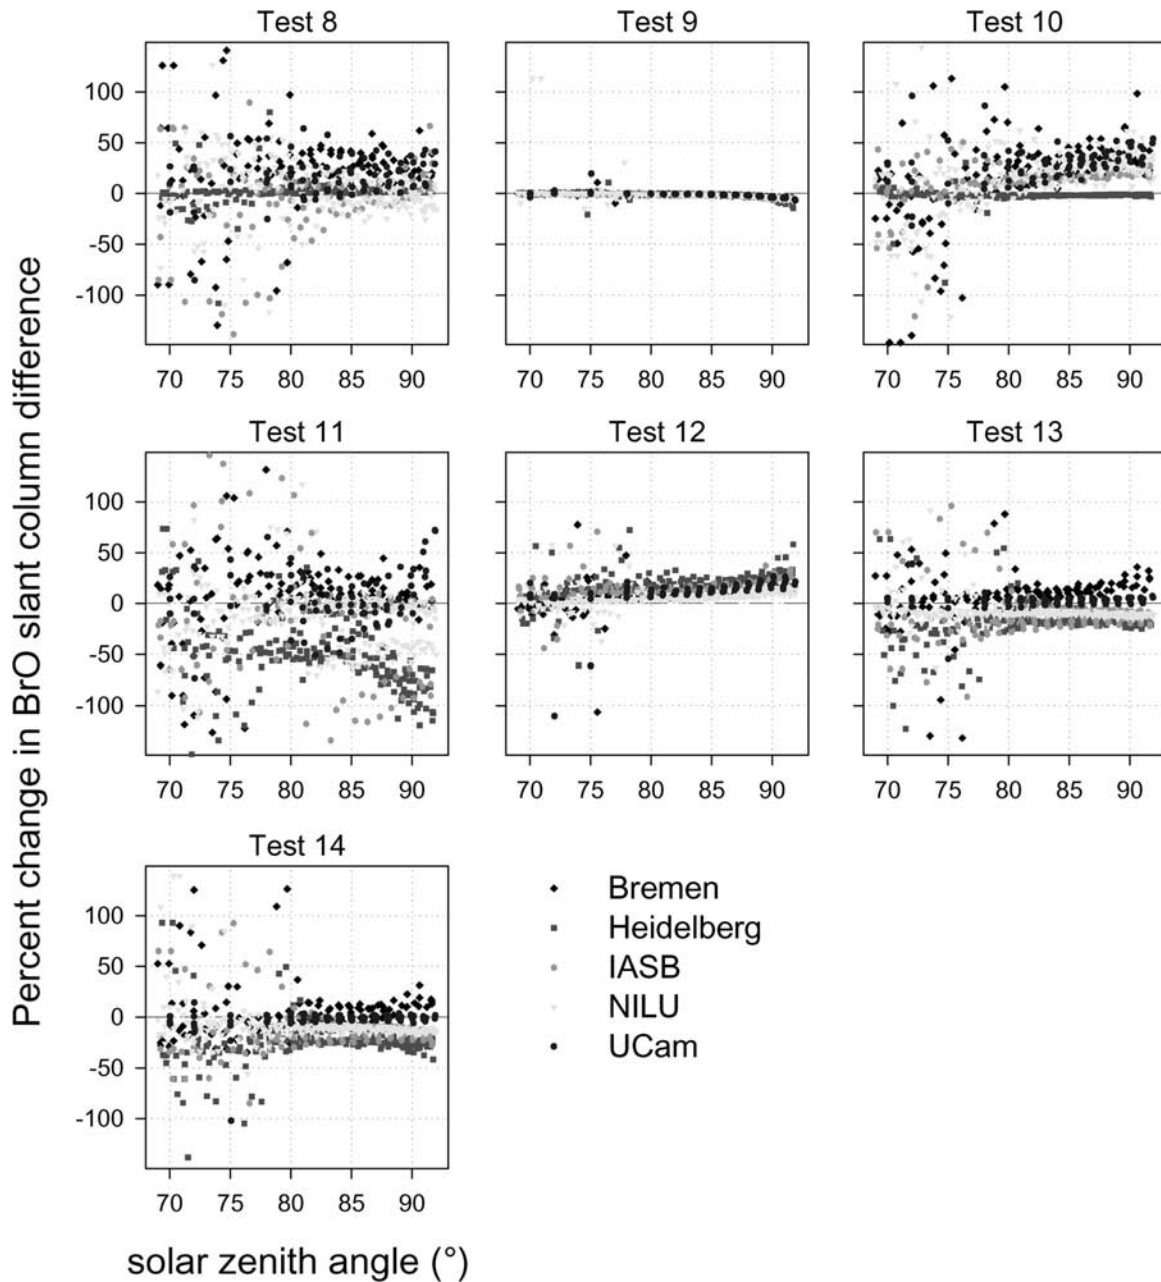 Test 8
Test 9
Test 10
100
50
0
-50
-100
70 75 80 85 90
70 75 80 85 90
70 75 80 85 90
Test 11
Test 12
Test 13
100
50
0
-50
-100
70 75 80 85 90
70 75 80 85 90
70 75 80 85 90
Test 14
100
50
0
-50
-100
70 75 80 85 90
Percent change in BrO slant column difference
solar zenith angle (°)
Bremen
Heidelberg
IASB
NILU
UCam